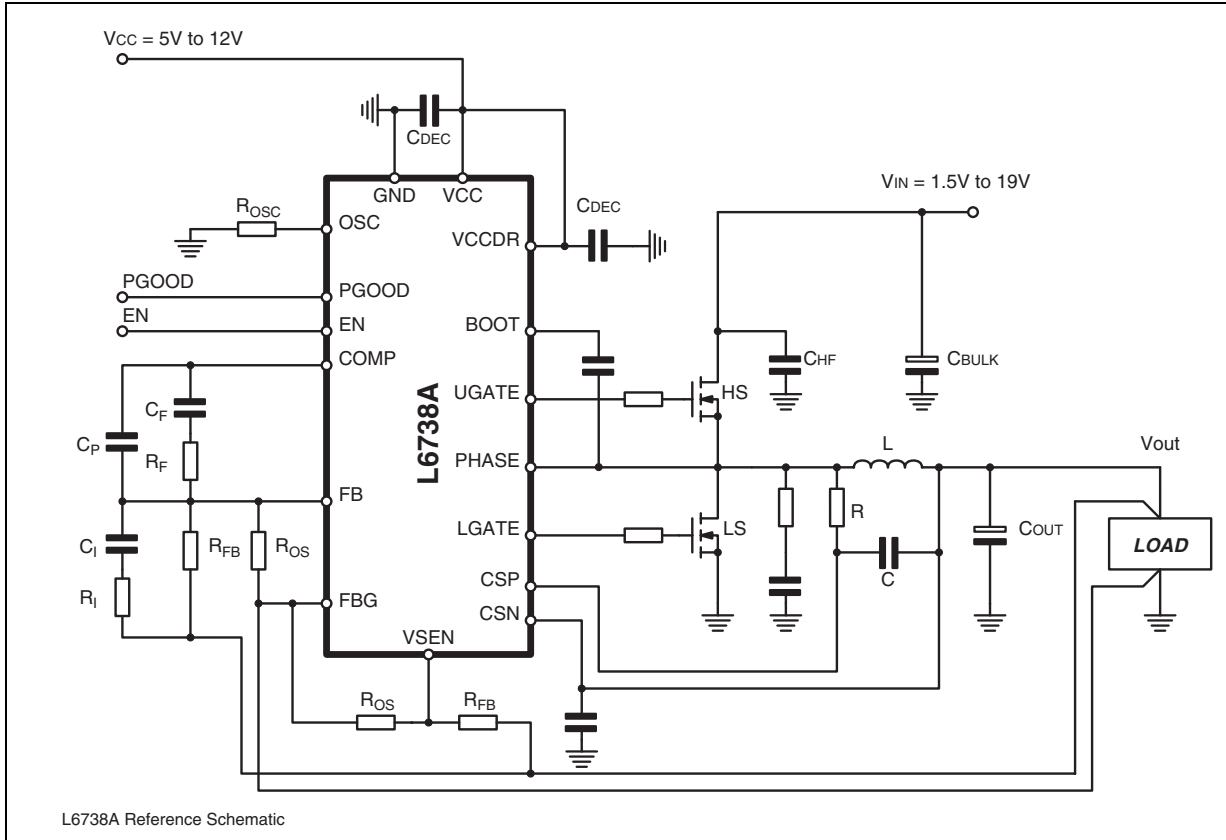 VCC = 5V to 12V
CDEC
GND
VCC
VIN = 1.5V to 19V
ROSC
OSC
CDEC
VCCDR
PGOOD
PGOOD
EN
EN
BOOT
COMP
CHF
CBULK
L6738A
UGATE
HS
CF
CP
RF
PHASE
L
Vout
FB
R
COUT
LOAD
CI
RFB
ROS
LGATE
LS
C
RI
CSP
FBG
CSN
VSEN
ROS
RFB
L6738A Reference Schematic